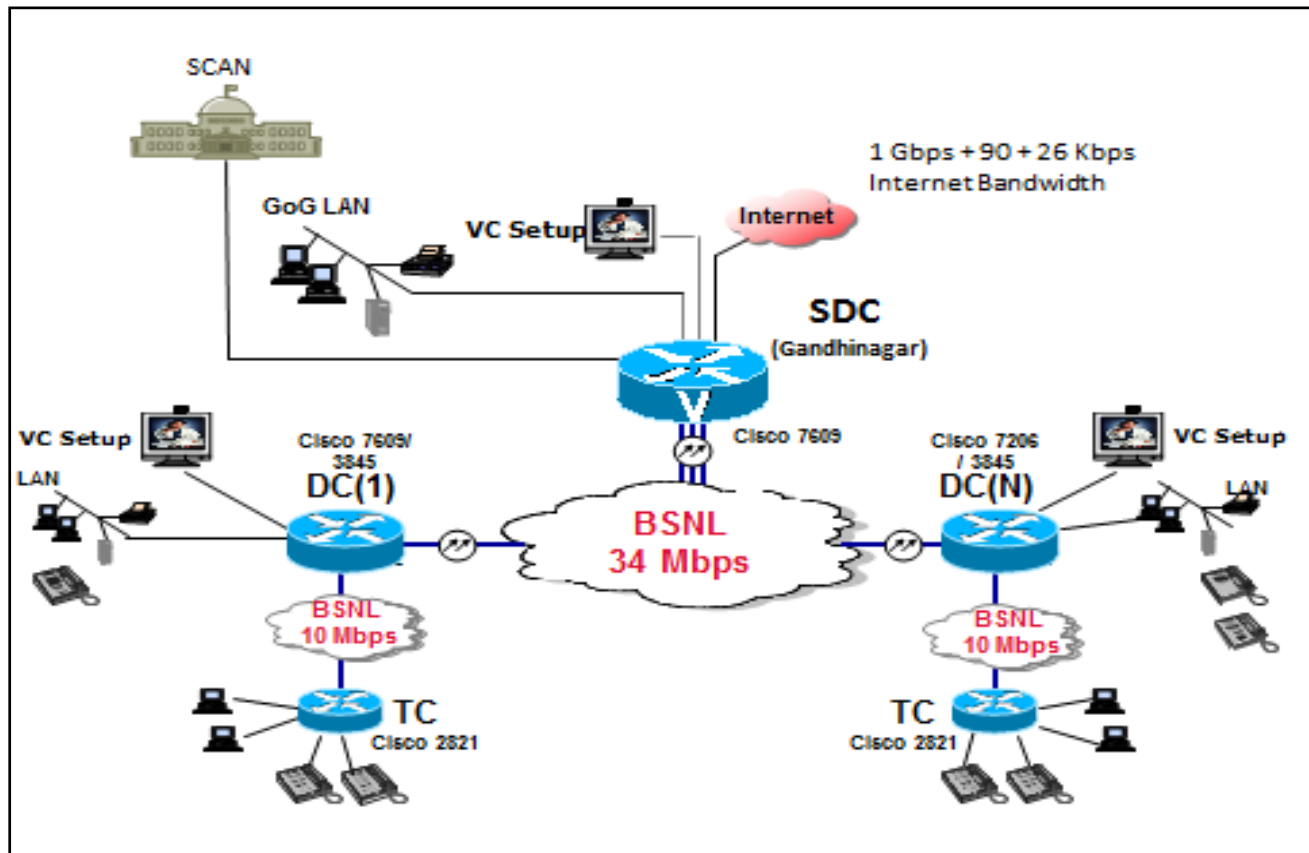 SCAN
1 Gbps + 90 + 26 Kbps
Internet Bandwidth
GoG LAN
VC Setup
Internet
SDC
(Gandhinagar)
VC Setup
Cisco 7609/
3845
DC(1)
LAN
Cisco 7609
Cisco 7206
/ 3845
DC(N)
VC Setup
LAN
BSNL
34 Mbps
BSNL
10 Mbps
BSNL
10 Mbps
TC
Cisco 2821
TC
Cisco 2821